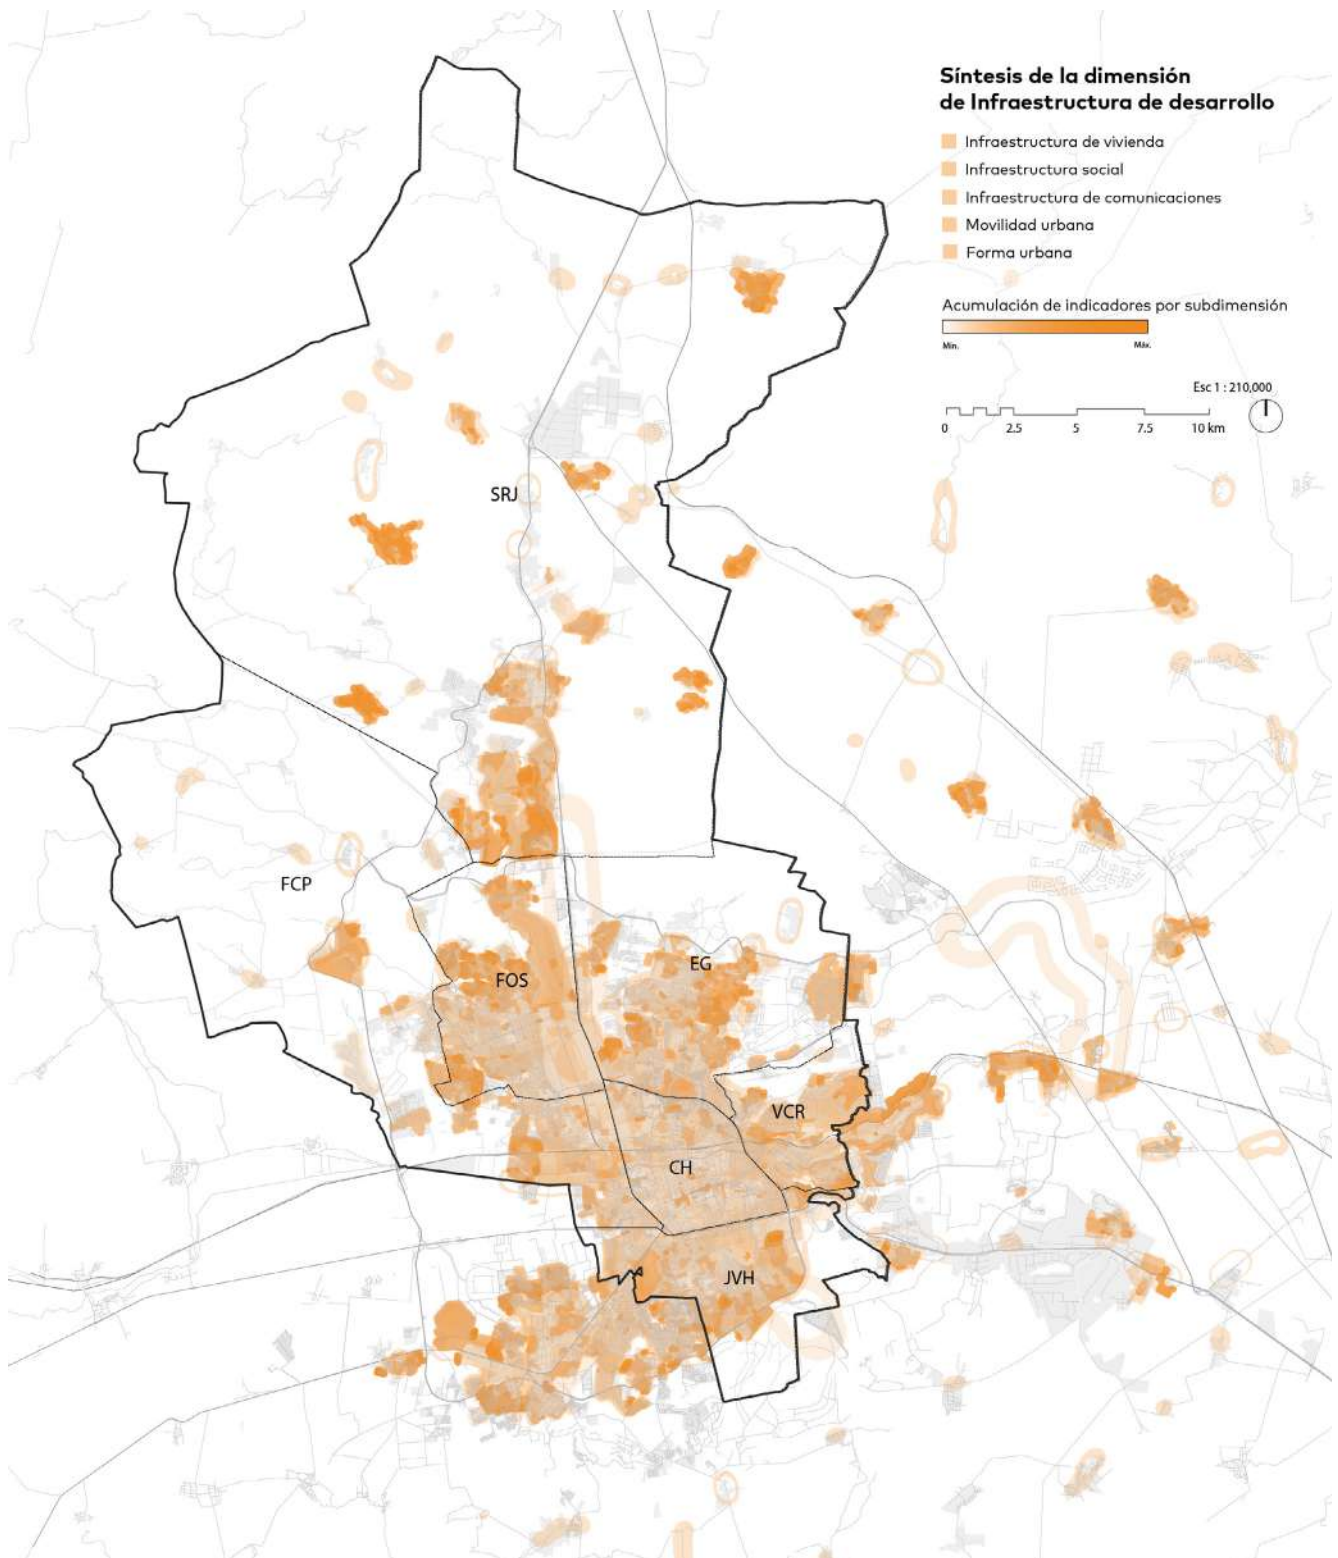 Síntesis de la dimensión
de Infraestructura de desarrollo
Infraestructura de vivienda
Infraestructura social
Infraestructura de comunicaciones
Movilidad urbana
Forma urbana
Acumulación de indicadores por subdimensión
Mín. Máx.
Esc 1 : 210,000
0 2.5 5 7.5 10 km
SRJ
FCP
FOS
EG
VCR
CH
JVH